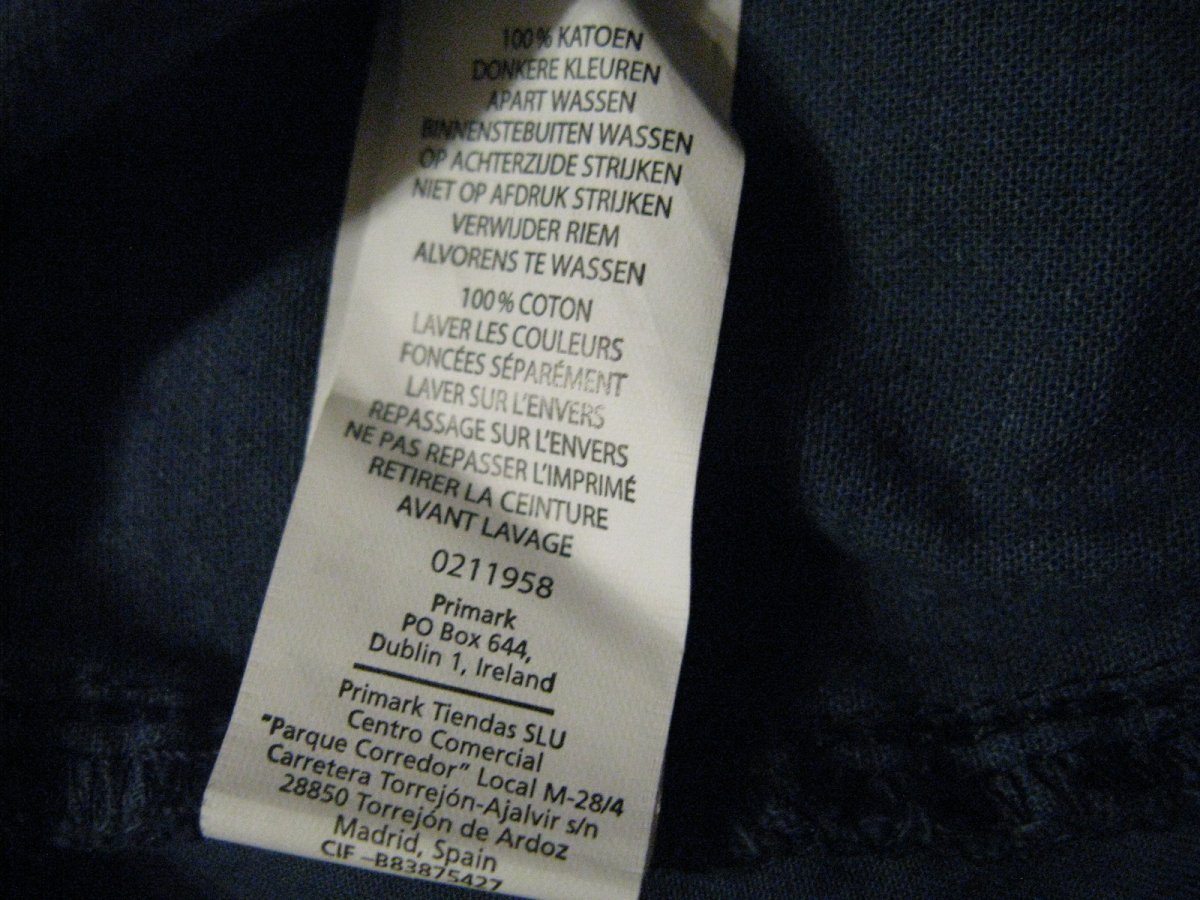 100% KATOEN
DONKERE KLEUREN
APART WASSEN
BINNENSTEBUITEN WASSEN
OP ACHTERZIJDE STRIJKEN
NIET OP AFDRUK STRIJKEN
VERWIJDER RIEM
ALVORENS TE WASSEN
100% COTON
LAVER LES COULEURS
FONCÉES SÉPARÉMENT
LAVER SUR L'ENVERS
REPASSAGE SUR L'ENVERS
NE PAS REPASSER L'IMPRIMÉ
RETIRER LA CEINTURE
AVANT LAVAGE
0211958
Primark
PO Box 644,
Dublin 1, Ireland
Primark Tiendas SLU
Centro Comercial
"Parque Corredor" Local M-28/4
Carretera Torrejón-Ajalvir s/n
28850 Torrejón de Ardoz
Madrid, Spain
CIF –B83875427